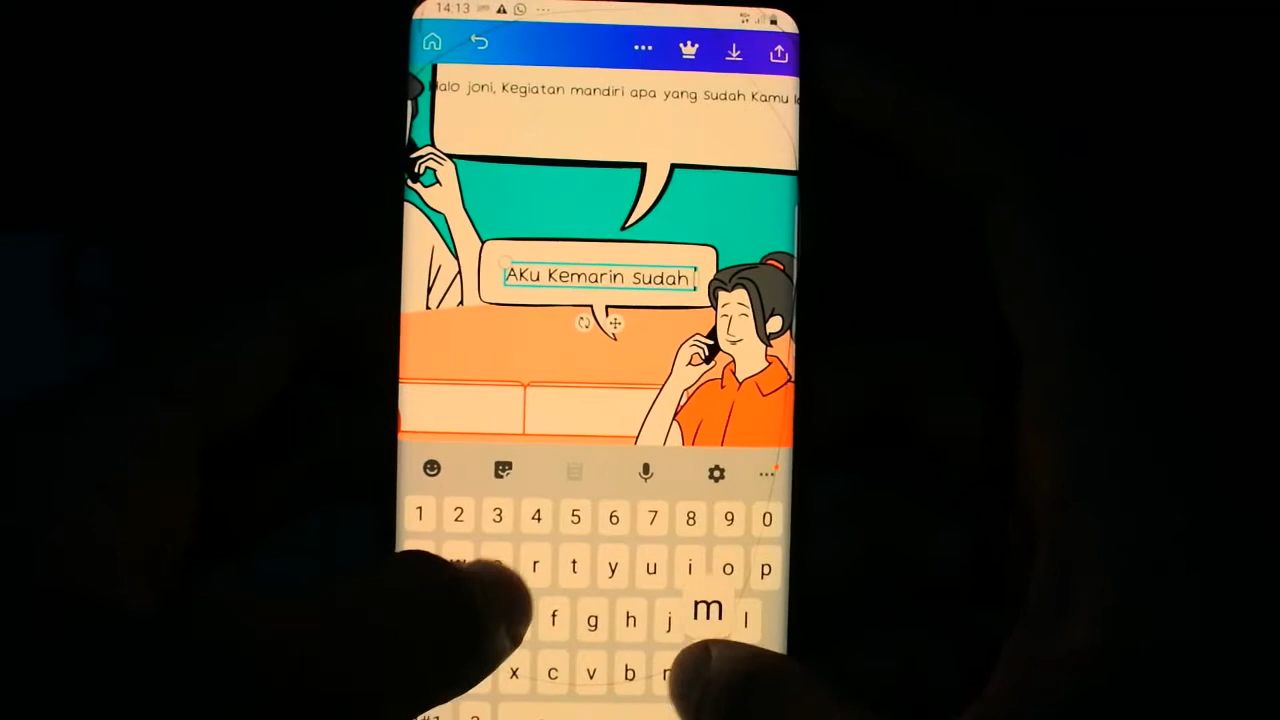 14:13
Halo joni, Kegiatan mandiri apa yang sudah Kamu
AKu Kemarin sudah
1 2 3 4 5 6 7 8 9 0
r t y u i o p
f g h j m l
x c v b